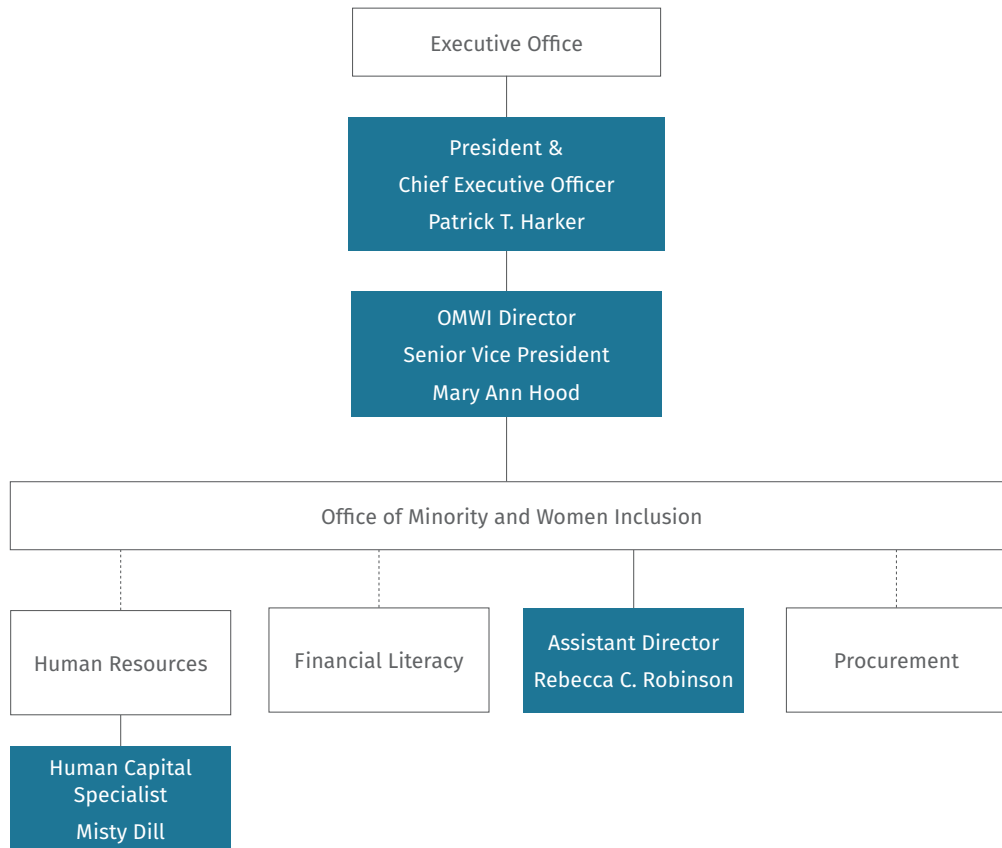 Executive Office
President &
Chief Executive Officer
Patrick T. Harker
OMWI Director
Senior Vice President
Mary Ann Hood
Office of Minority and Women Inclusion
Human Resources
Financial Literacy
Assistant Director
Rebecca C. Robinson
Procurement
Human Capital
Specialist
Misty Dill